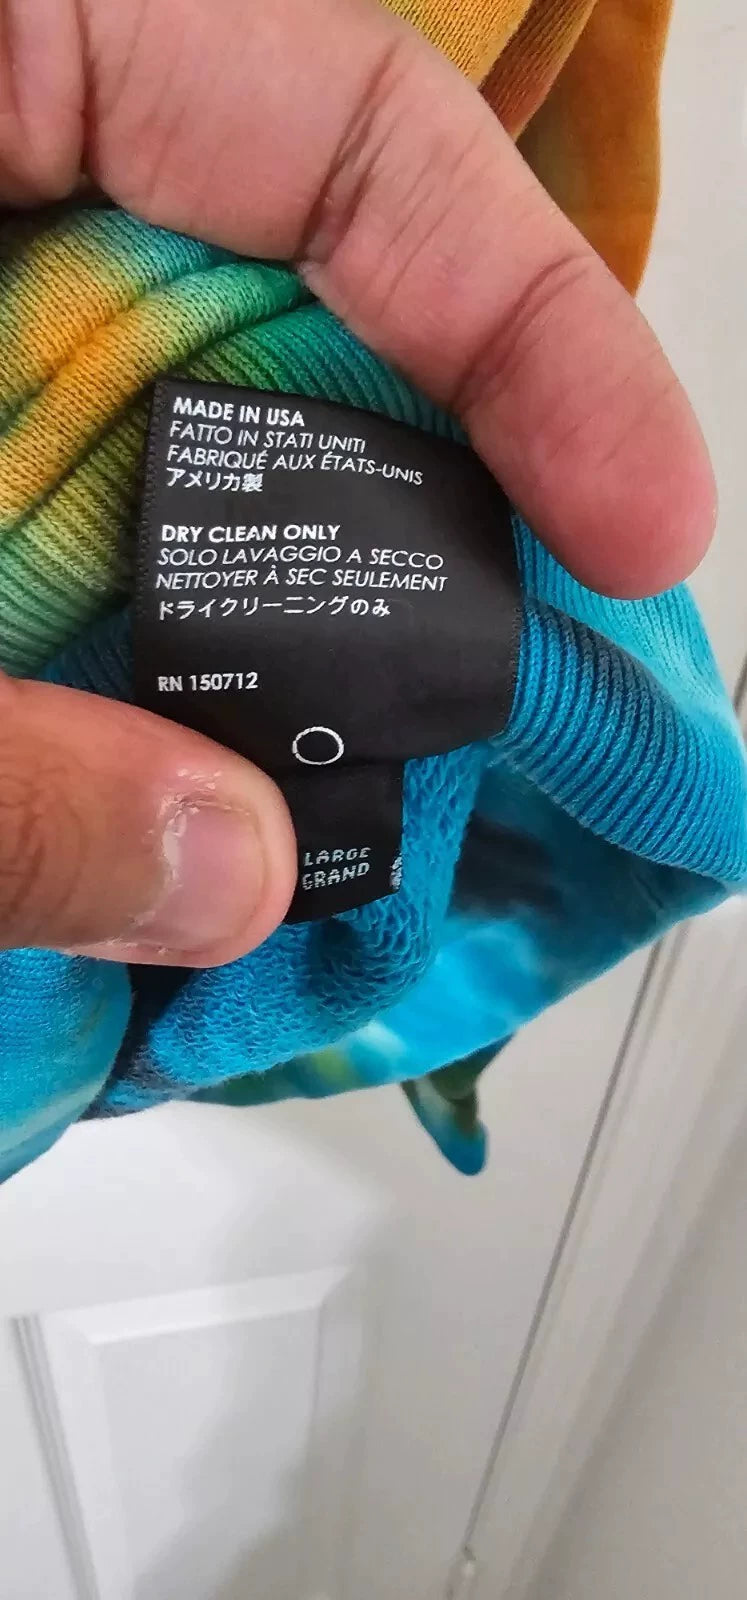 MADE IN USA
FATTO IN STATI UNITI
FABRIQUÉ AUX ÉTATS-UNIS
アメリカ製
DRY CLEAN ONLY
SOLO LAVAGGIO A SECCO
NETTOYER À SEC SEULEMENT
ドライクリーニングのみ
RN 150712
LARGE
GRAND